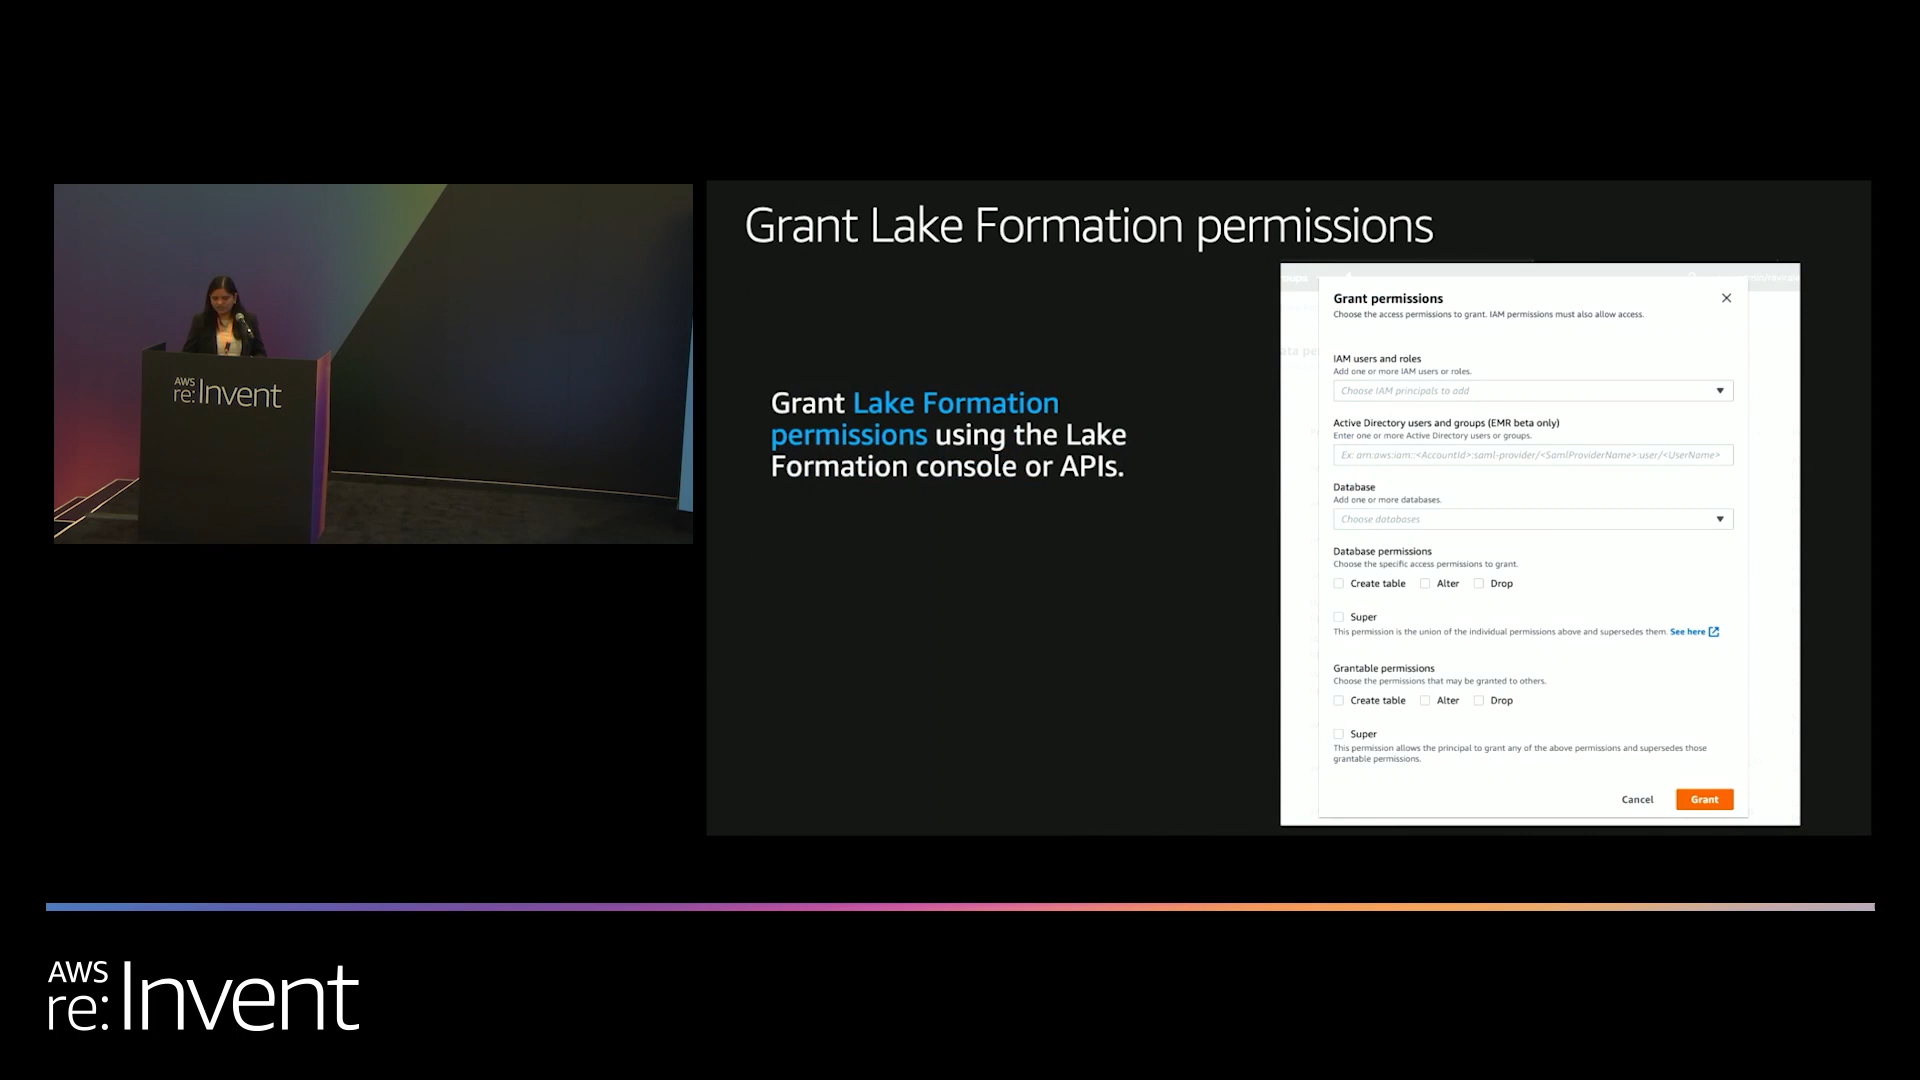 AWS
re:Invent
Grant Lake Formation permissions
Grant Lake Formation
permissions using the Lake
Formation console or APIs.
Grant permissions
Choose the access permissions to grant. IAM permissions must also allow access.
IAM users and roles
Add one or more IAM users or roles.
Choose IAM principals to add
Active Directory users and groups (EMR beta only)
Enter one or more Active Directory users or groups.
Ex: arn:aws:iam::<AccountId>:saml-provider/<SamlProviderName>:user/<UserName>
Database
Add one or more databases.
Choose databases
Database permissions
Choose the specific access permissions to grant.
Create table Alter Drop
Super
This permission is the union of the individual permissions above and supersedes them. See here
Grantable permissions
Choose the permissions that may be granted to others.
Create table Alter Drop
Super
This permission allows the principal to grant any of the above permissions and supersedes those
grantable permissions.
Cancel Grant
AWS
re:Invent